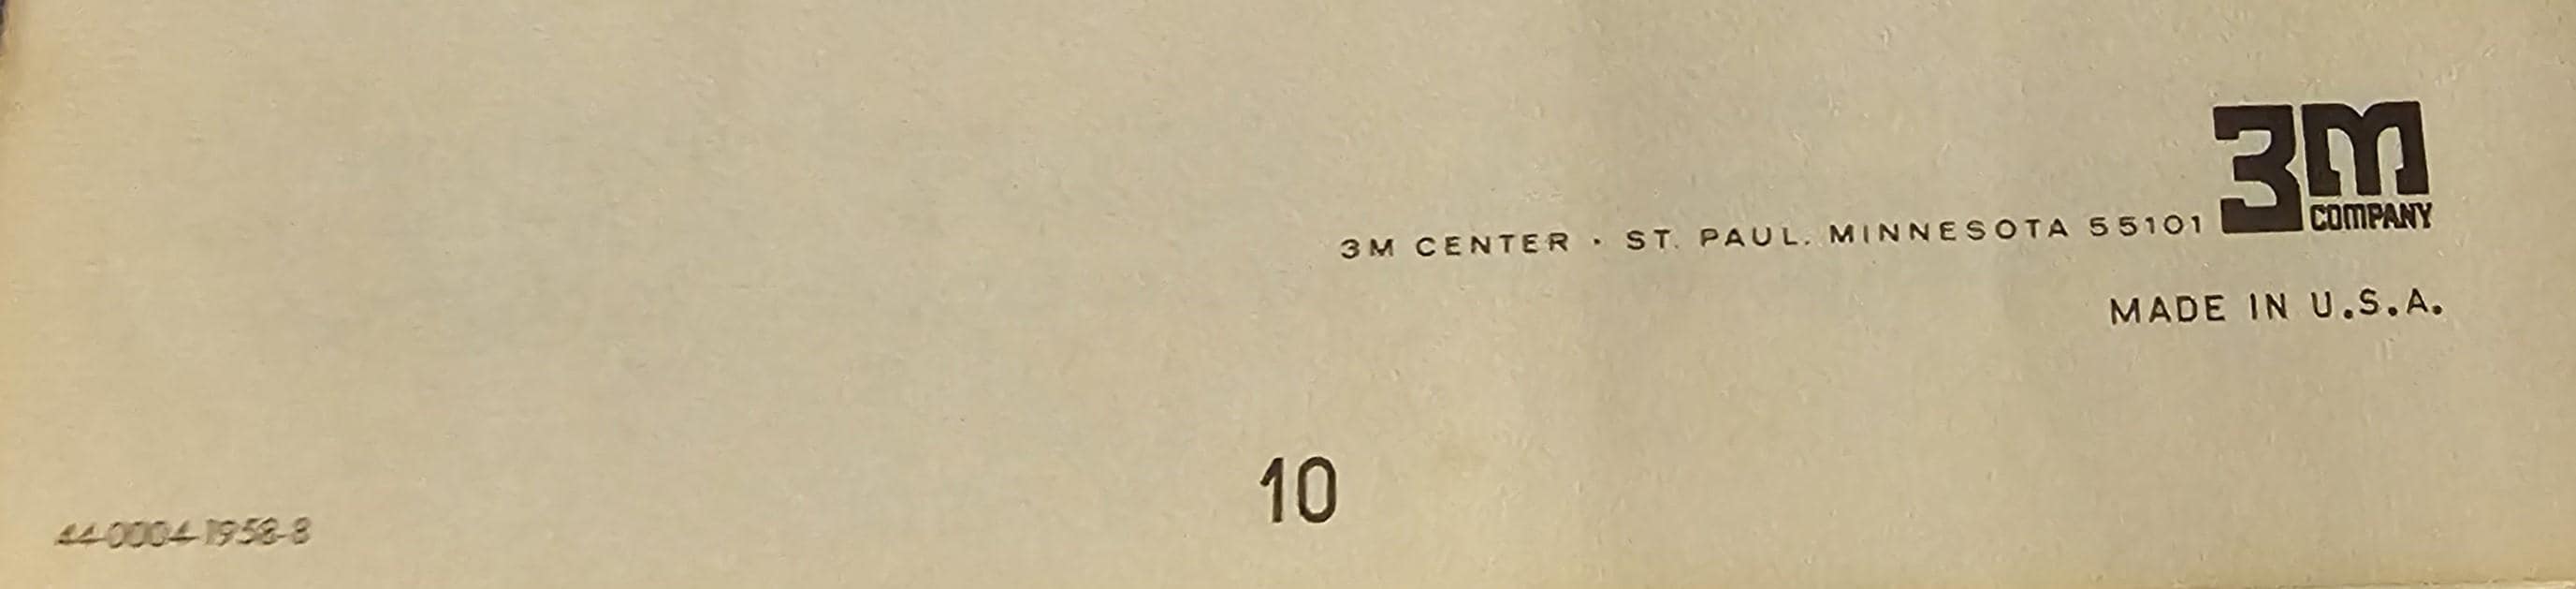 3M
COMPANY
3M CENTER · ST. PAUL. MINNESOTA 55101
MADE IN U.S.A.
10
44-0004-1958-8